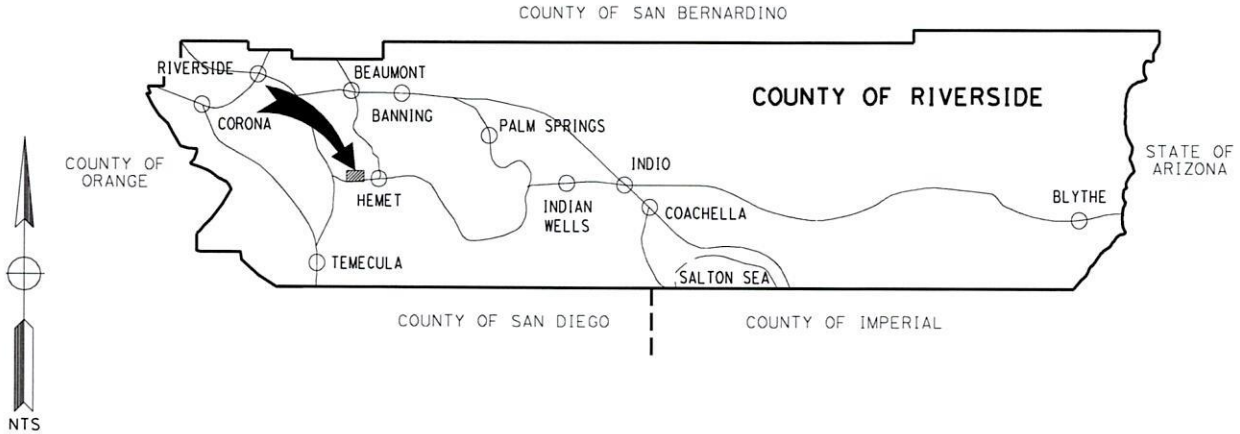 COUNTY OF SAN BERNARDINO
RIVERSIDE
BEAUMONT
COUNTY OF RIVERSIDE
CORONA
BANNING
PALM SPRINGS
COUNTY OF
ORANGE
STATE OF
ARIZONA
INDIO
HEMET
INDIAN
WELLS
COACHELLA
BLYTHE
TEMECULA
SALTON SEA
COUNTY OF SAN DIEGO
COUNTY OF IMPERIAL
NTS